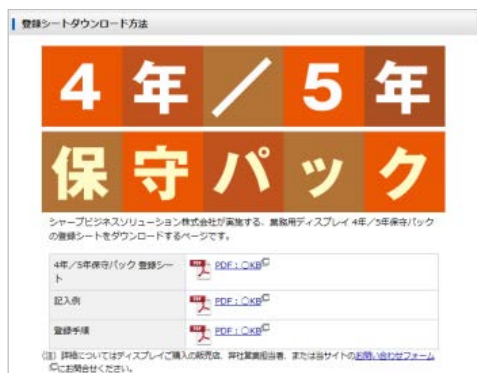 登録シートダウンロード方法
4年/5年
保守パック
シャープビジネスソリューション株式会社が実施する、業務用ディスプレイ 4年/5年保守パック
の登録シートをダウンロードするページです。
4年/5年保守パック 登録シー
ト
PDF:○KB
記入例
PDF:○KB
登録手順
PDF:○KB
(注) 詳細についてはディスプレイご購入の販売店、弊社営業担当者、または当サイトのお問い合わせフォーム
にお問合せください。